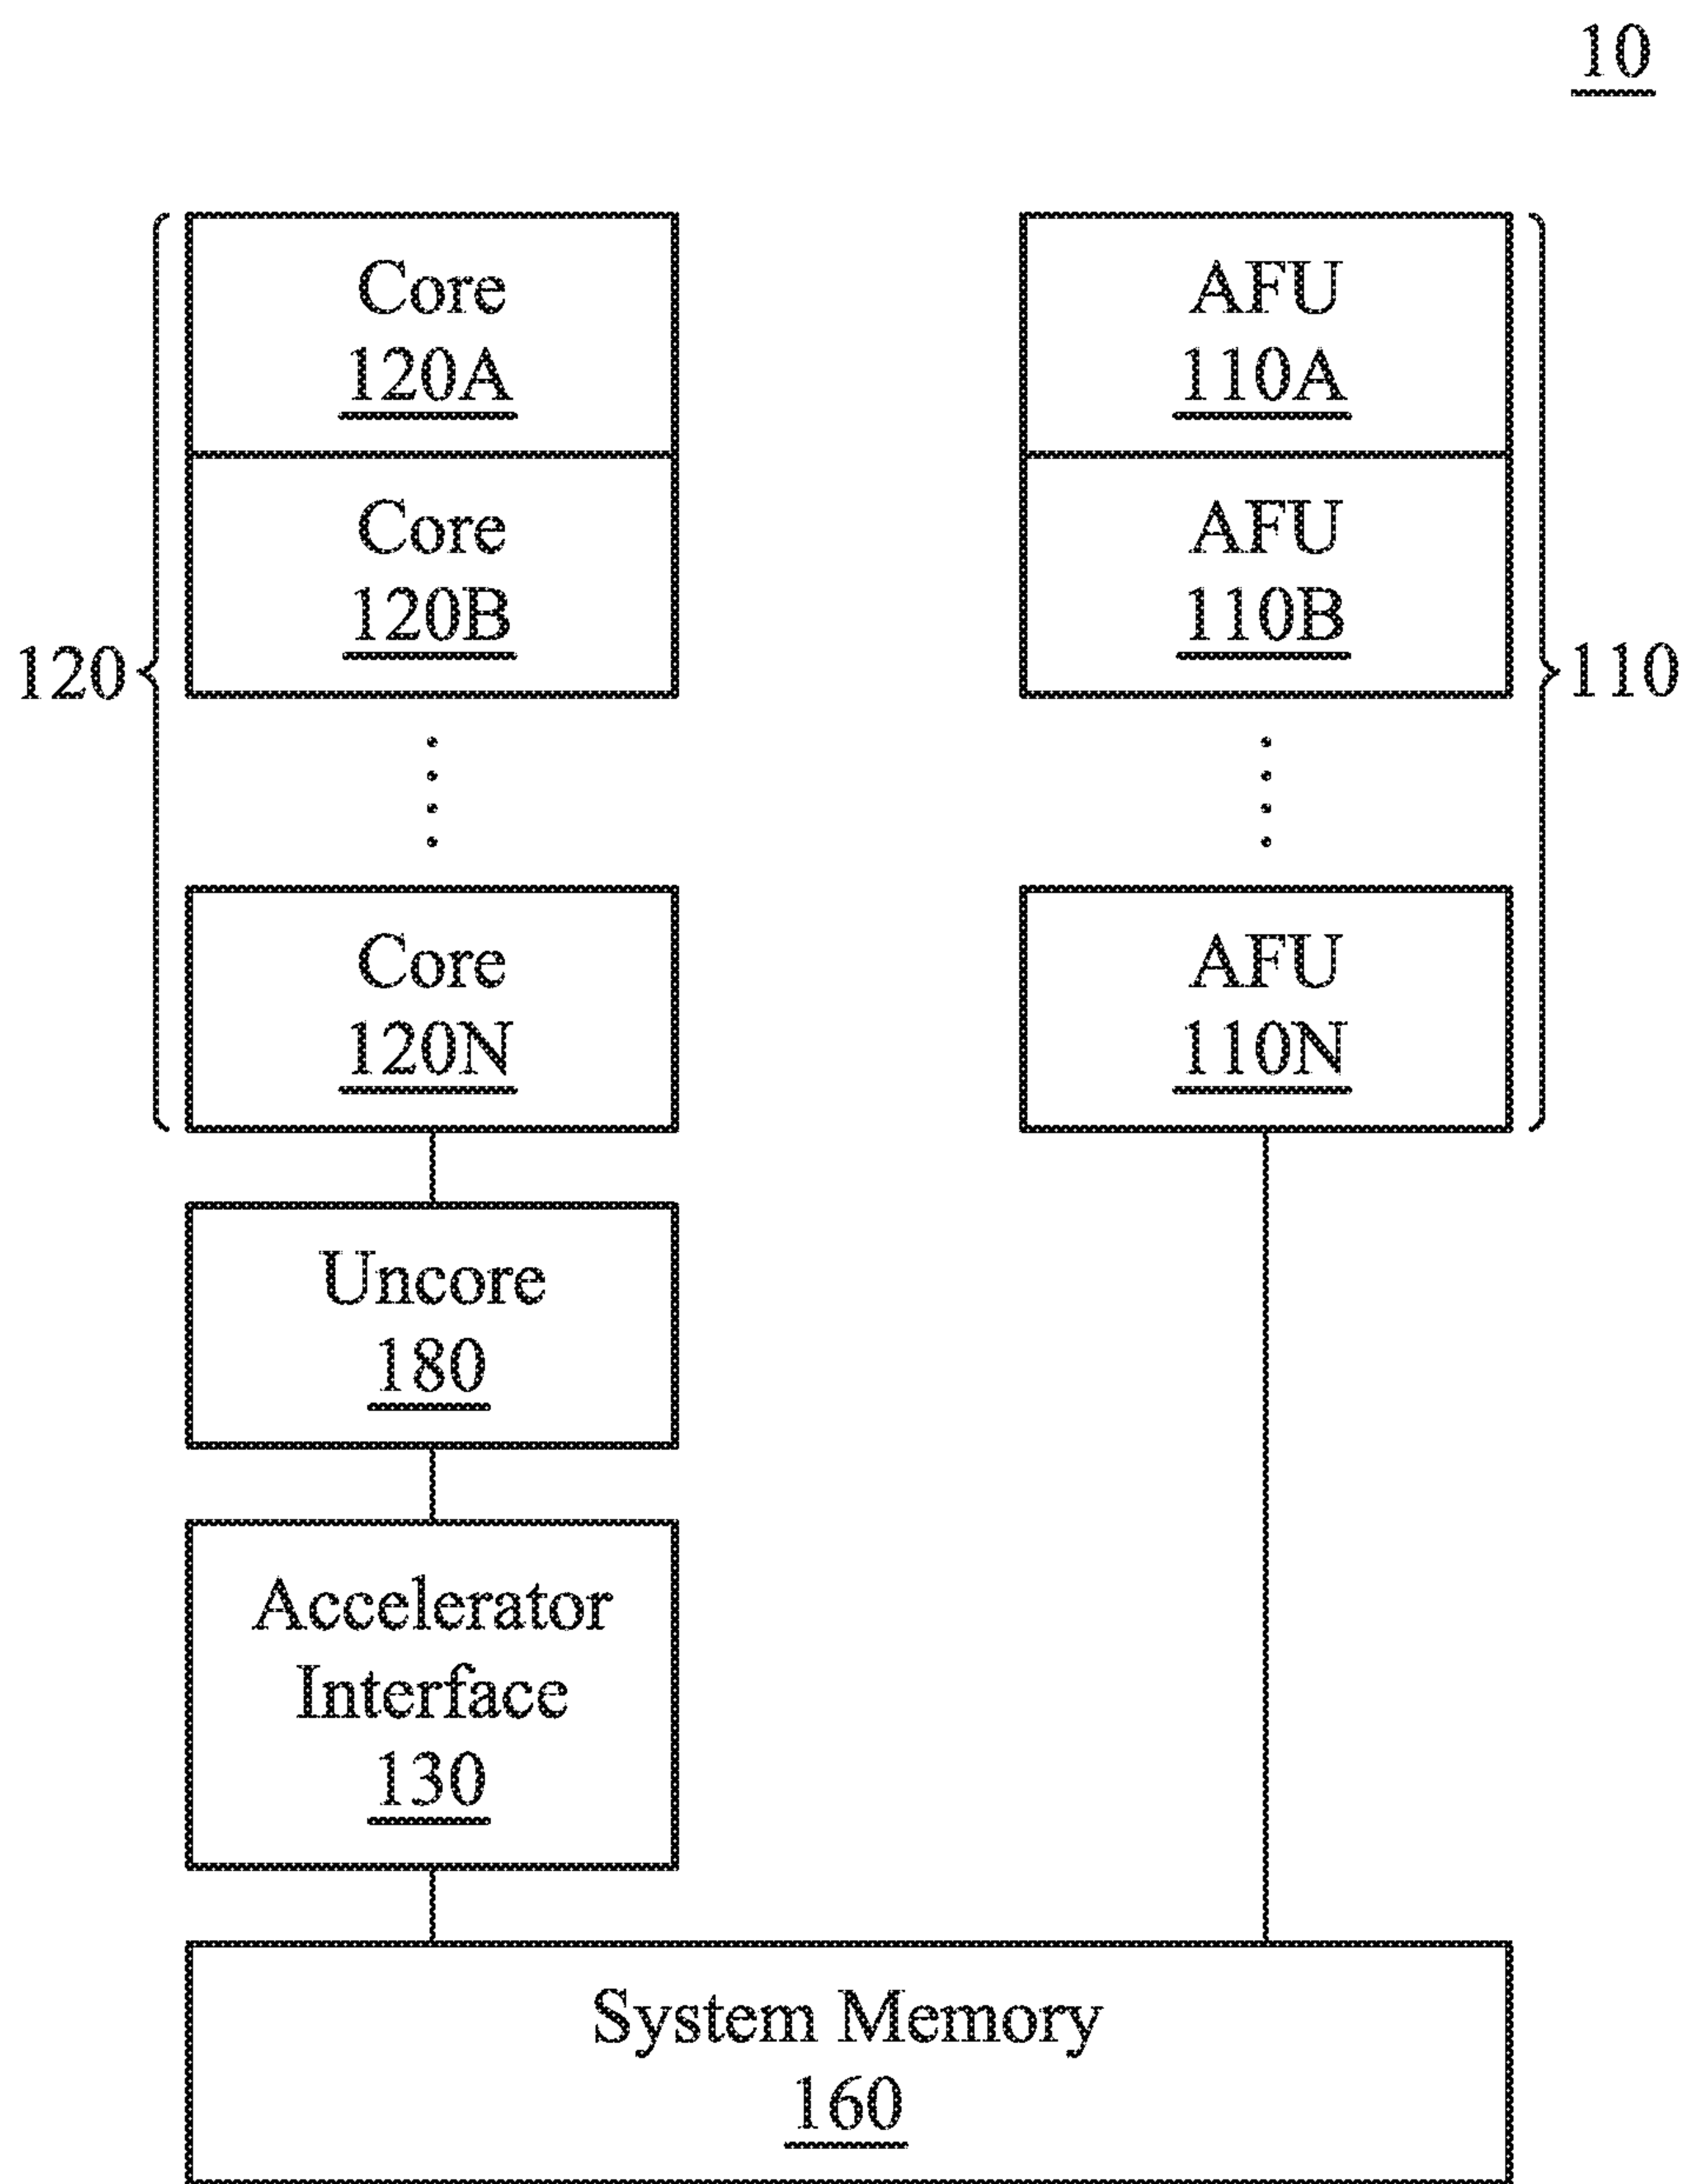 10
Core
120A
Core
120B
120
Core
120N
AFU
110A
AFU
110B
110
AFU
110N
Uncore
180
Accelerator
Interface
130
System Memory
160